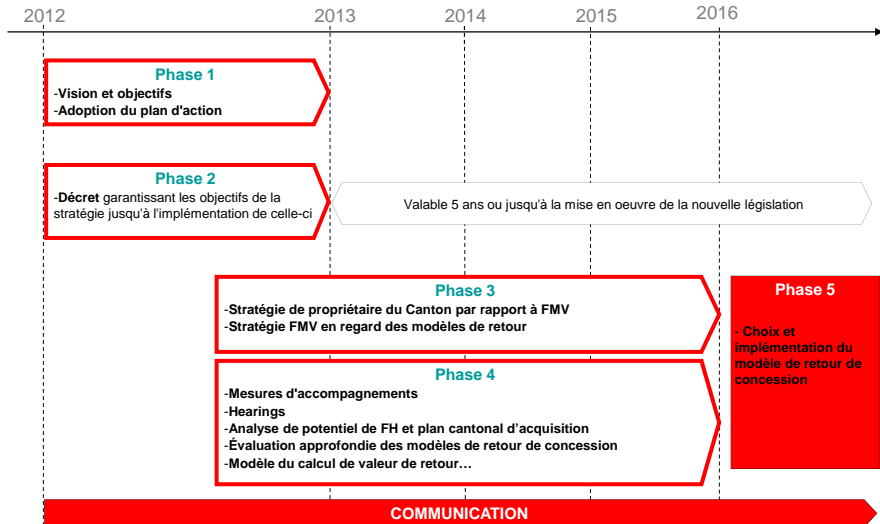 2012 2013 2014 2015 2016
Phase 1
-Vision et objectifs
-Adoption du plan d'action
Phase 2
-Décret garantissant les objectifs de la
stratégie jusqu'à l'implémentation de celle-ci
Valable 5 ans ou jusqu'à la mise en oeuvre de la nouvelle législation
Phase 3
-Stratégie de propriétaire du Canton par rapport à FMV
-Stratégie FMV en regard des modèles de retour
Phase 4
-Mesures d'accompagnements
-Hearings
-Analyse de potentiel de FH et plan cantonal d'acquisition
-Évaluation approfondie des modèles de retour de concession
-Modèle du calcul de valeur de retour…
Phase 5
- Choix et
implémentation du
modèle de retour de
concession
COMMUNICATION